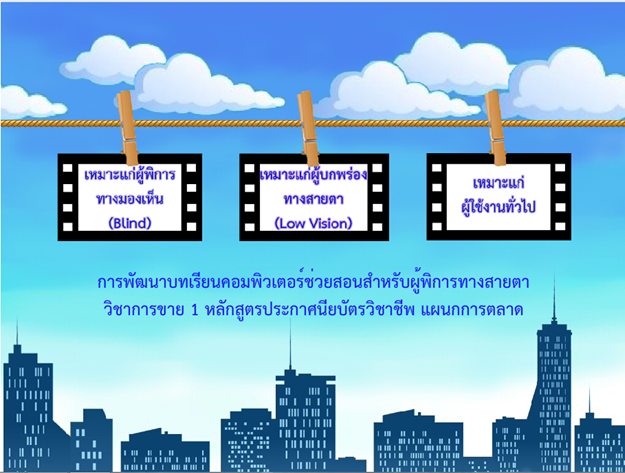 เหมาะแก่ผู้พิการ
ทางมองเห็น
(Blind)
เหมาะแก่ผู้บกพร่อง
ทางสายตา
(Low Vision)
เหมาะแก่
ผู้ใช้งานทั่วไป
การพัฒนาบทเรียนคอมพิวเตอร์ช่วยสอนสำหรับผู้พิการทางสายตา
วิชาการขาย 1 หลักสูตรประกาศนียบัตรวิชาชีพ แผนกการตลาด